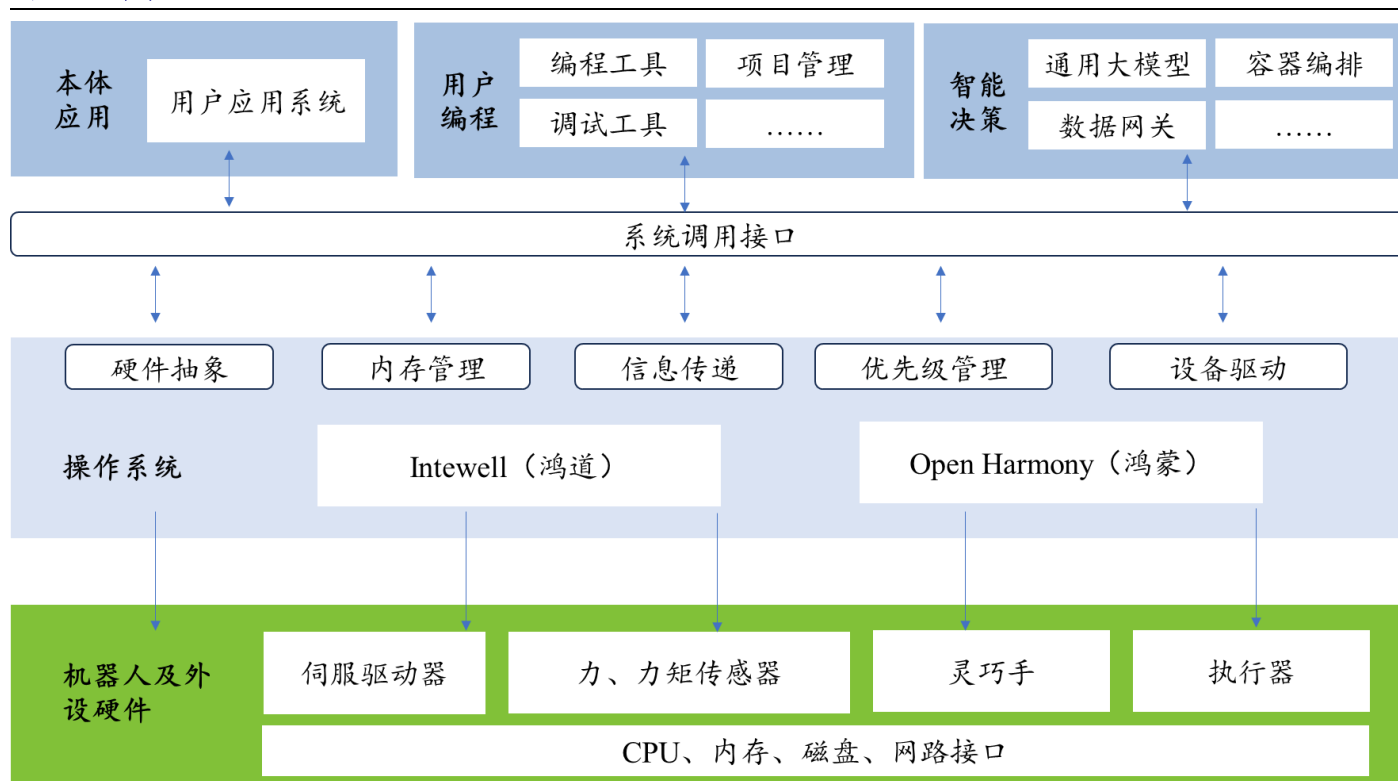 本体
应用
用户应用系统
用户
编程
编程工具
项目管理
调试工具
……
智能
决策
通用大模型
容器编排
数据网关
……
系统调用接口
硬件抽象
内存管理
信息传递
优先级管理
设备驱动
操作系统
Intewell（鸿道）
Open Harmony（鸿蒙）
机器人及外
设硬件
伺服驱动器
力、力矩传感器
灵巧手
执行器
CPU、内存、磁盘、网路接口